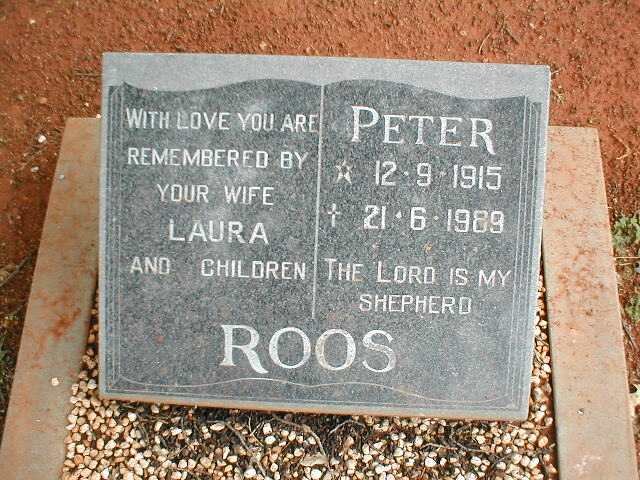 WITH LOVE YOU ARE
REMEMBERED BY
YOUR WIFE
LAURA
AND CHILDREN
PETER
☆ 12·9·1915
† 21·6·1989
THE LORD IS MY
SHEPHERD
ROOS